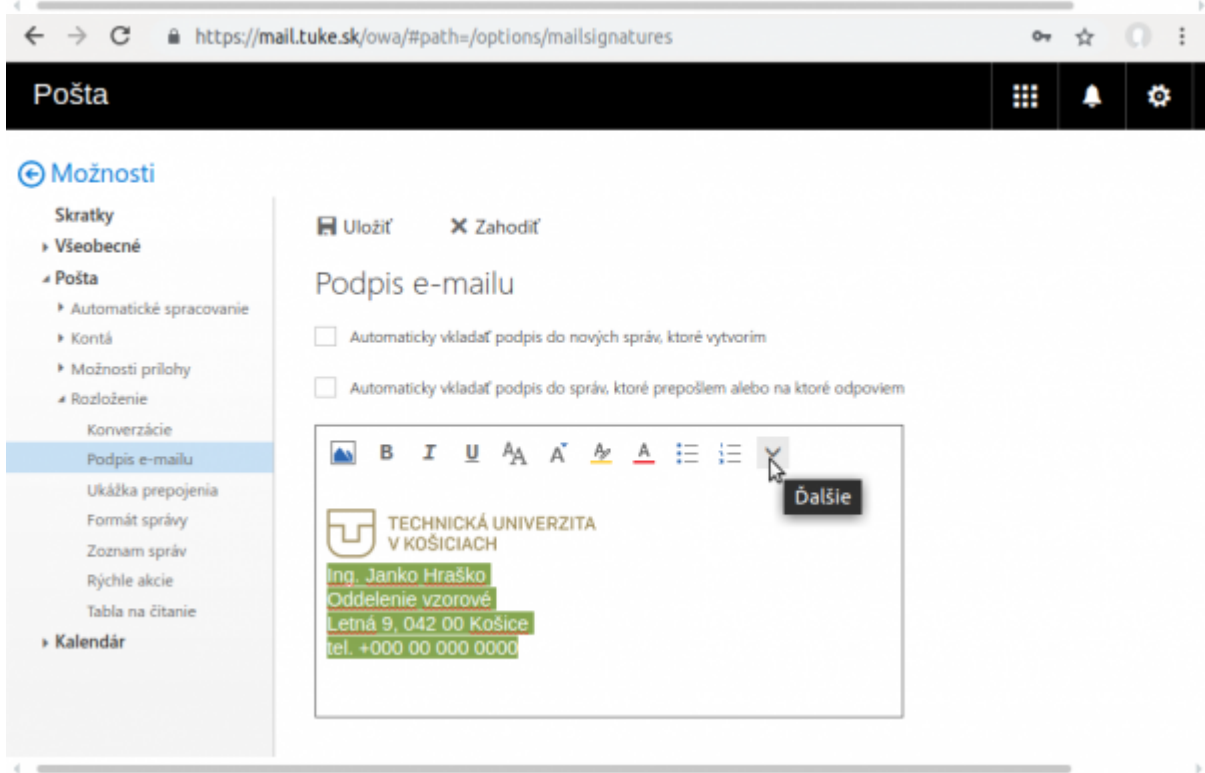 https://mail.tuke.sk/owa/#path=/options/mailsignatures
Pošta
Možnosti
Skratky
Všeobecné
Pošta
Automatické spracovanie
Kontá
Možnosti prílohy
Rozloženie
Konverzácie
Podpis e-mailu
Ukážka prepojenia
Formát správy
Zoznam správ
Rýchle akcie
Tabla na čítanie
Kalendár
Uložiť Zahodiť
Podpis e-mailu
Automaticky vkladať podpis do nových správ, ktoré vytvorím
Automaticky vkladať podpis do správ, ktoré prepošlem alebo na ktoré odpoviem
B I U AA A A A
Ďalšie
TECHNICKÁ UNIVERZITA
V KOŠICIACH
Ing. Janko Hraško
Oddelenie vzorové
Letná 9, 042 00 Košice
tel. +000 00 000 0000